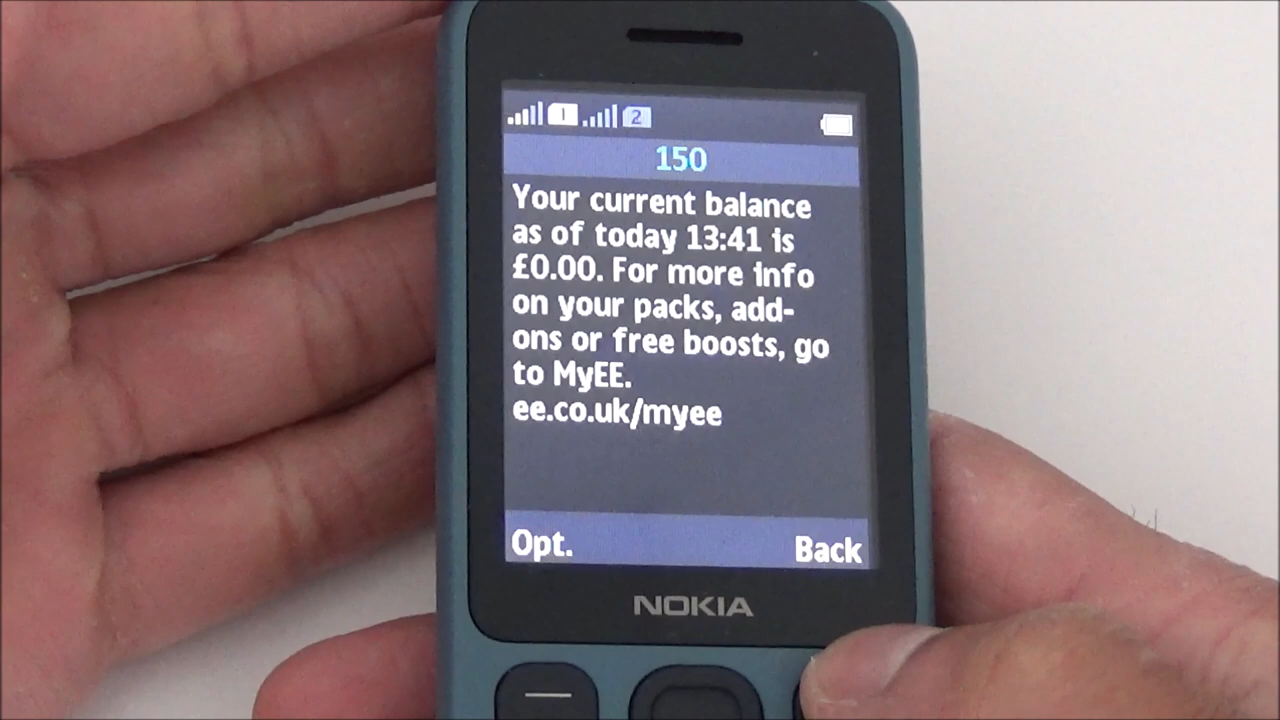 1 2
150
Your current balance
as of today 13:41 is
£0.00. For more info
on your packs, add-
ons or free boosts, go
to MyEE.
ee.co.uk/myee
Opt. Back
NOKIA